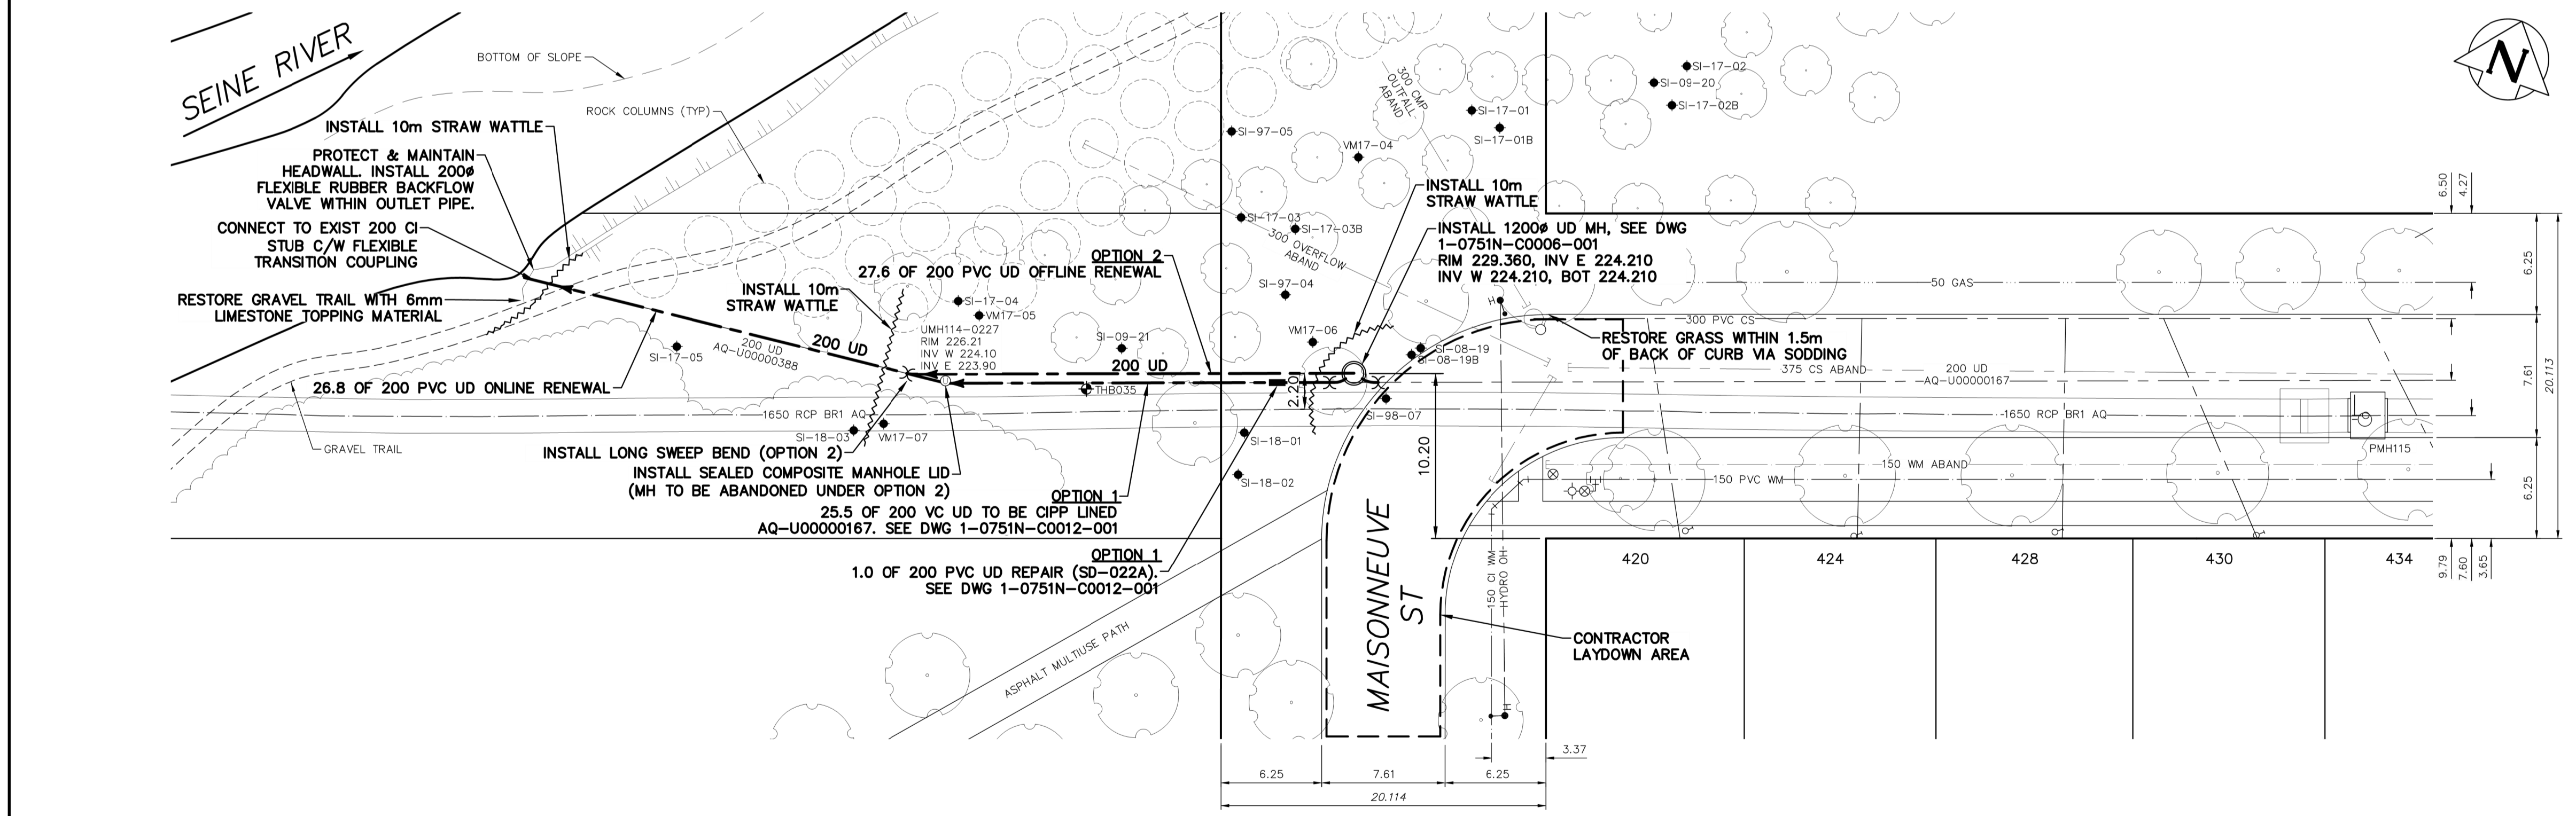 SEINE RIVER
BOTTOM OF SLOPE
ROCK COLUMNS (TYP)
INSTALL 10m STRAW WATTLE
PROTECT & MAINTAIN
HEADWALL. INSTALL 200ø
FLEXIBLE RUBBER BACKFLOW
VALVE WITHIN OUTLET PIPE.
CONNECT TO EXIST 200 CI
STUB C/W FLEXIBLE
TRANSITION COUPLING
RESTORE GRAVEL TRAIL WITH 6mm
LIMESTONE TOPPING MATERIAL
26.8 OF 200 PVC UD ONLINE RENEWAL
GRAVEL TRAIL
200 UD
AQ-U00000388
200 UD
SI-17-05
INSTALL 10m
STRAW WATTLE
OPTION 2
27.6 OF 200 PVC UD OFFLINE RENEWAL
SI-17-04
VM17-05
UMH114-0227
RIM 226.21
INV W 224.10
INV E 223.90
SI-09-21
200 UD
THB035
1650 RCP BR1 AQ
SI-18-03
VM17-07
INSTALL LONG SWEEP BEND (OPTION 2)
INSTALL SEALED COMPOSITE MANHOLE LID
(MH TO BE ABANDONED UNDER OPTION 2)
OPTION 1
25.5 OF 200 VC UD TO BE CIPP LINED
AQ-U00000167. SEE DWG 1-0751N-C0012-001
OPTION 1
1.0 OF 200 PVC UD REPAIR (SD-022A).
SEE DWG 1-0751N-C0012-001
ASPHALT MULTIUSE PATH
SI-97-05
SI-17-03
SI-17-03B
300 OVERFLOW
ABAND
SI-97-04
VM17-06
2.20
SI-18-01
SI-18-02
300 CMP
OUTFALL
ABAND
VM17-04
SI-17-01
SI-17-01B
SI-17-02
SI-09-20
SI-17-02B
INSTALL 10m
STRAW WATTLE
INSTALL 1200ø UD MH, SEE DWG
1-0751N-C0006-001
RIM 229.360, INV E 224.210
INV W 224.210, BOT 224.210
H
SI-08-19
SI-08-19B
SI-98-07
10.20
RESTORE GRASS WITHIN 1.5m
OF BACK OF CURB VIA SODDING
50 GAS
300 PVC CS
375 CS ABAND
200 UD
AQ-U00000167
1650 RCP BR1 AQ
PMH115
150 WM ABAND
150 PVC WM
MAISONNEUVE
ST
150 CI WM
HYDRO OH
H
CONTRACTOR
LAYDOWN AREA
420
424
428
430
434
3.37
6.25
7.61
6.25
20.114
N
6.50
4.27
6.25
7.61
20.113
6.25
9.79
7.60
3.65